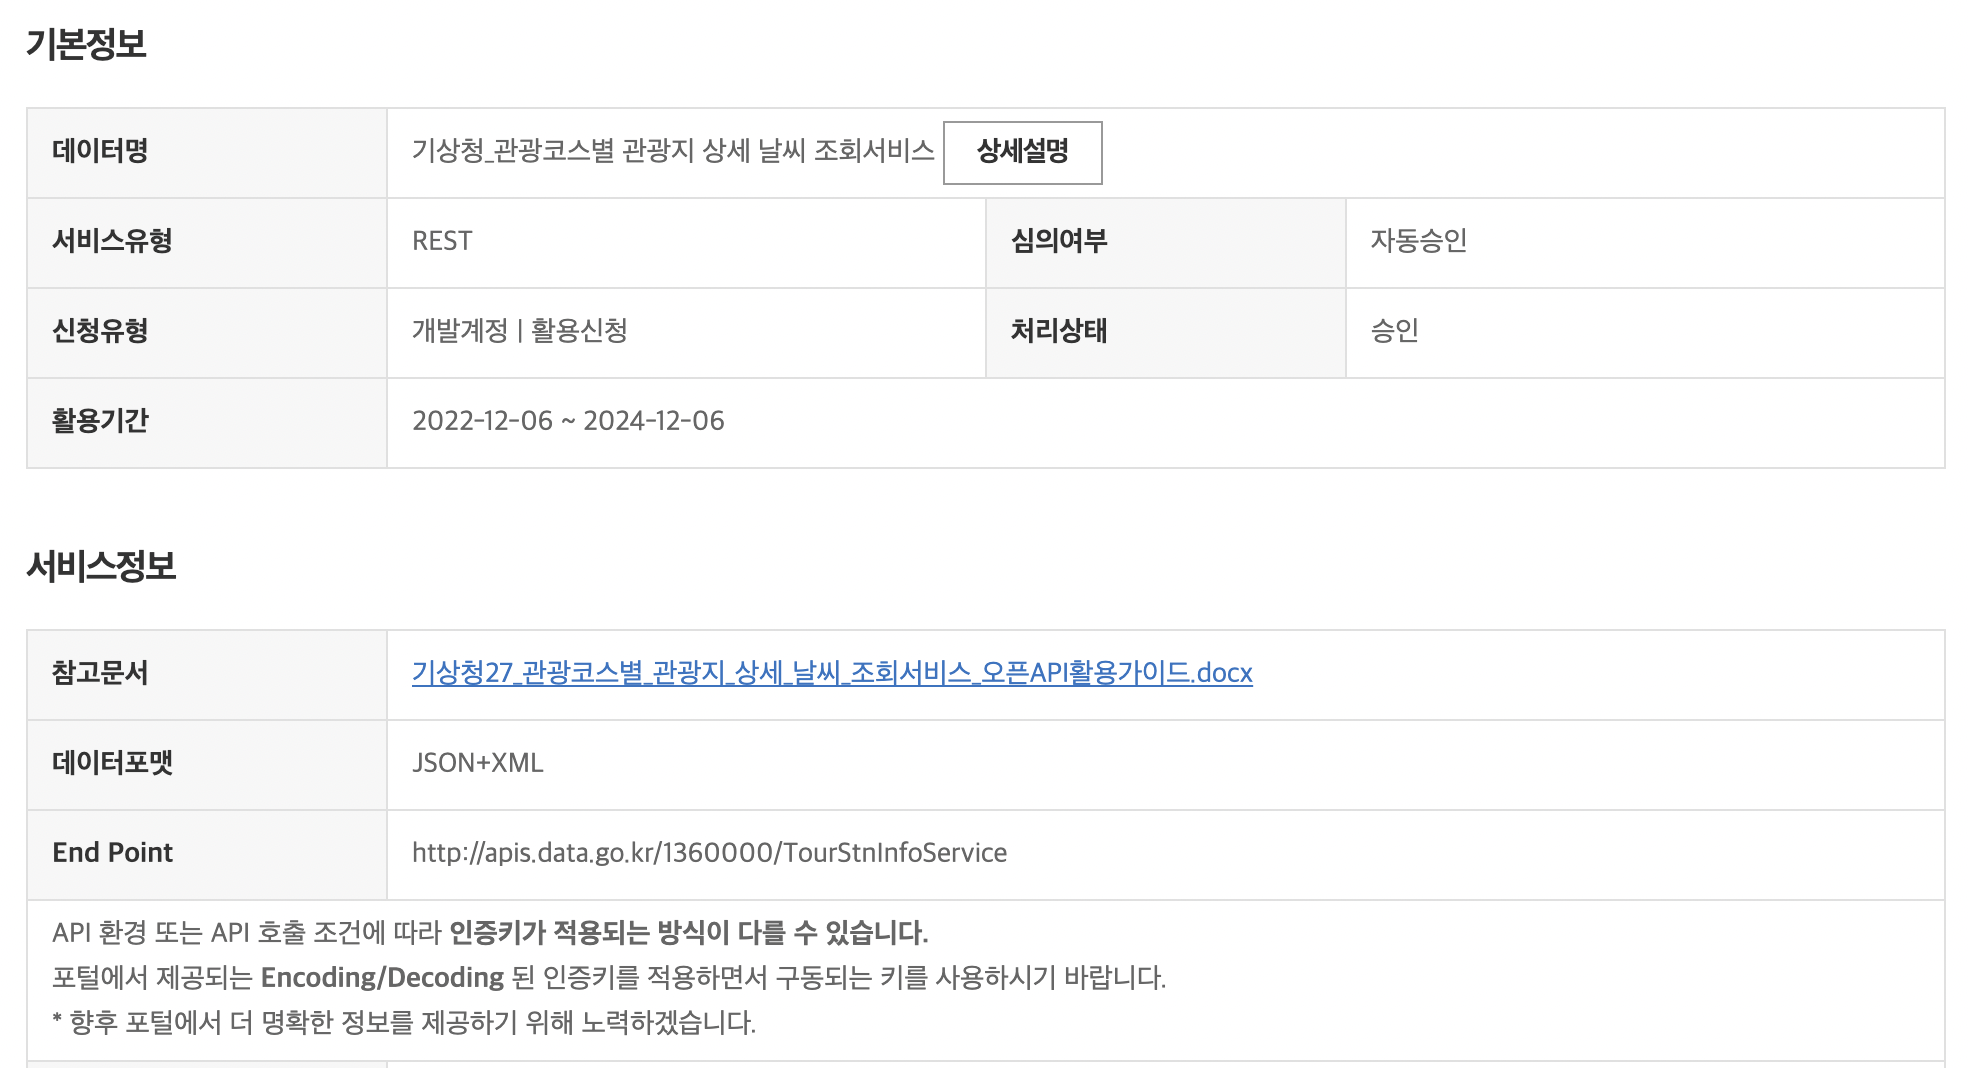 기본정보
데이터명 기상청_관광코스별 관광지 상세 날씨 조회서비스 상세설명
서비스유형 REST 심의여부 자동승인
신청유형 개발계정 | 활용신청 처리상태 승인
활용기간 2022-12-06 ~ 2024-12-06
서비스정보
참고문서 기상청27_관광코스별_관광지_상세_날씨_조회서비스_오픈API활용가이드.docx
데이터포맷 JSON+XML
End Point http://apis.data.go.kr/1360000/TourStnInfoService
API 환경 또는 API 호출 조건에 따라 인증키가 적용되는 방식이 다를 수 있습니다.
포털에서 제공되는 Encoding/Decoding 된 인증키를 적용하면서 구동되는 키를 사용하시기 바랍니다.
* 향후 포털에서 더 명확한 정보를 제공하기 위해 노력하겠습니다.